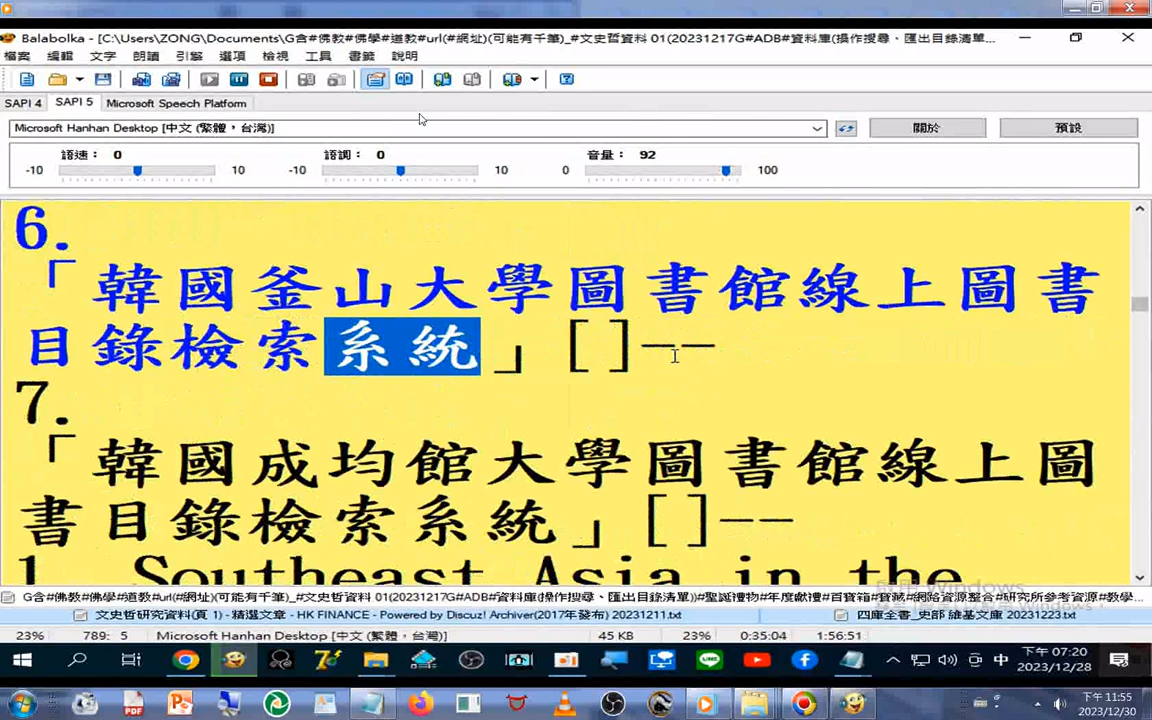 Balabolka - [C:\Users\ZONG\Documents\G含#佛教#佛學#道教#url(#網址)(可能有千筆)_#文史哲資料 01(20231217G#ADB#資料庫(操作搜尋、匯出目錄清單...
檔案 編輯 文字 朗讀 引擎 選項 檢視 工具 書籤 說明
SAPI 4 SAPI 5 Microsoft Speech Platform
Microsoft Hanhan Desktop [中文 (繁體，台灣)] 關於 預設
語速： 0 語調： 0 音量： 92
-10 10 -10 10 0 100
6.
「韓國釜山大學圖書館線上圖書
目錄檢索系統」[]--
7.
「韓國成均館大學圖書館線上圖
書目錄檢索系統」[]--
1. Southeast Asia in the
啟用 Windows
G含#佛教#佛學#道教#url(#網址)(可能有千筆)_#文史哲資料 01(20231217G#ADB#資料庫(操作搜尋、匯出目錄清單))#聖誕禮物#年度獻禮#百寶箱#寶藏#網路資源整合#研究所參考資源#教學...
文史哲研究資料(頁 1) - 精選文章 - HK FINANCE - Powered by Discuz! Archiver(2017年發布) 20231211.txt 四庫全書_史部 維基文庫 20231223.txt
23% 789: 5 Microsoft Hanhan Desktop [中文 (繁體，台灣)] 45 KB 23% 0:35:04 1:56:51
中 下午 07:20
2023/12/28
下午 11:55
2023/12/30